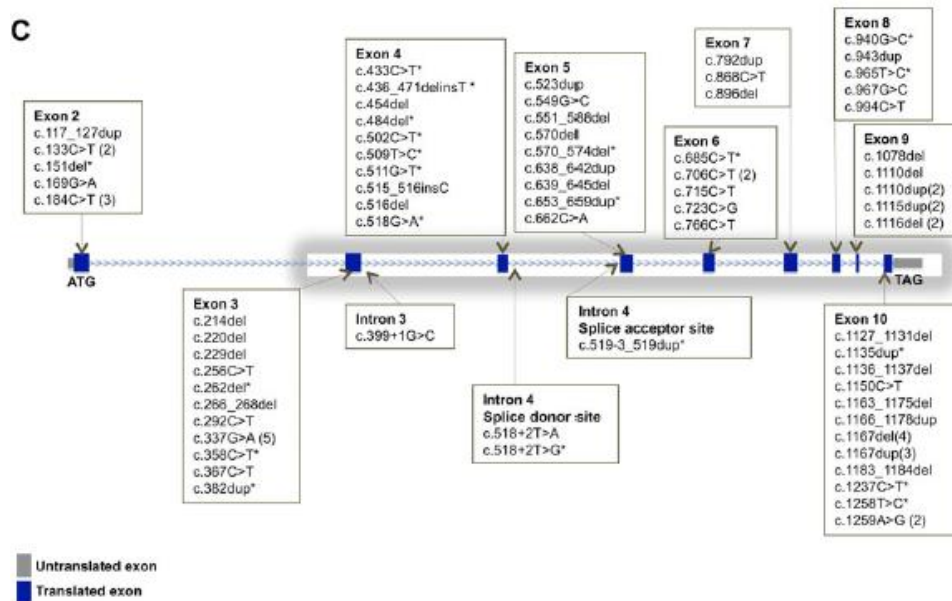 C
Exon 2
c.117_127dup
c.133C>T (2)
c.151del*
c.169G>A
c.184C>T (3)
Exon 4
c.433C>T*
c.436_471delinsT *
c.454del
c.484del*
c.502C>T*
c.509T>C*
c.511G>T*
c.515_516insC
c.516del
c.518G>A*
Exon 5
c.523dup
c.549G>C
c.551_588del
c.570dell
c.570_574del*
c.638_642dup
c.639_645del
c.653_659dup*
c.662C>A
Exon 6
c.685C>T*
c.706C>T (2)
c.715C>T
c.723C>G
c.766C>T
Exon 7
c.792dup
c.868C>T
c.896del
Exon 8
c.940G>C*
c.943dup
c.965T>C*
c.967G>C
c.994C>T
Exon 9
c.1078del
c.1110del
c.1110dup(2)
c.1115dup(2)
c.1116del (2)
ATG
TAG
Exon 3
c.214del
c.220del
c.229del
c.256C>T
c.262del*
c.266_268del
c.292C>T
c.337G>A (5)
c.358C>T*
c.367C>T
c.382dup*
Intron 3
c.399+1G>C
Intron 4
Splice donor site
c.518+2T>A
c.518+2T>G*
Intron 4
Splice acceptor site
c.519-3_519dup*
Exon 10
c.1127_1131del
c.1135dup*
c.1136_1137del
c.1150C>T
c.1163_1175del
c.1166_1178dup
c.1167del(4)
c.1167dup(3)
c.1183_1184del
c.1237C>T*
c.1258T>C*
c.1259A>G (2)
Untranslated exon
Translated exon